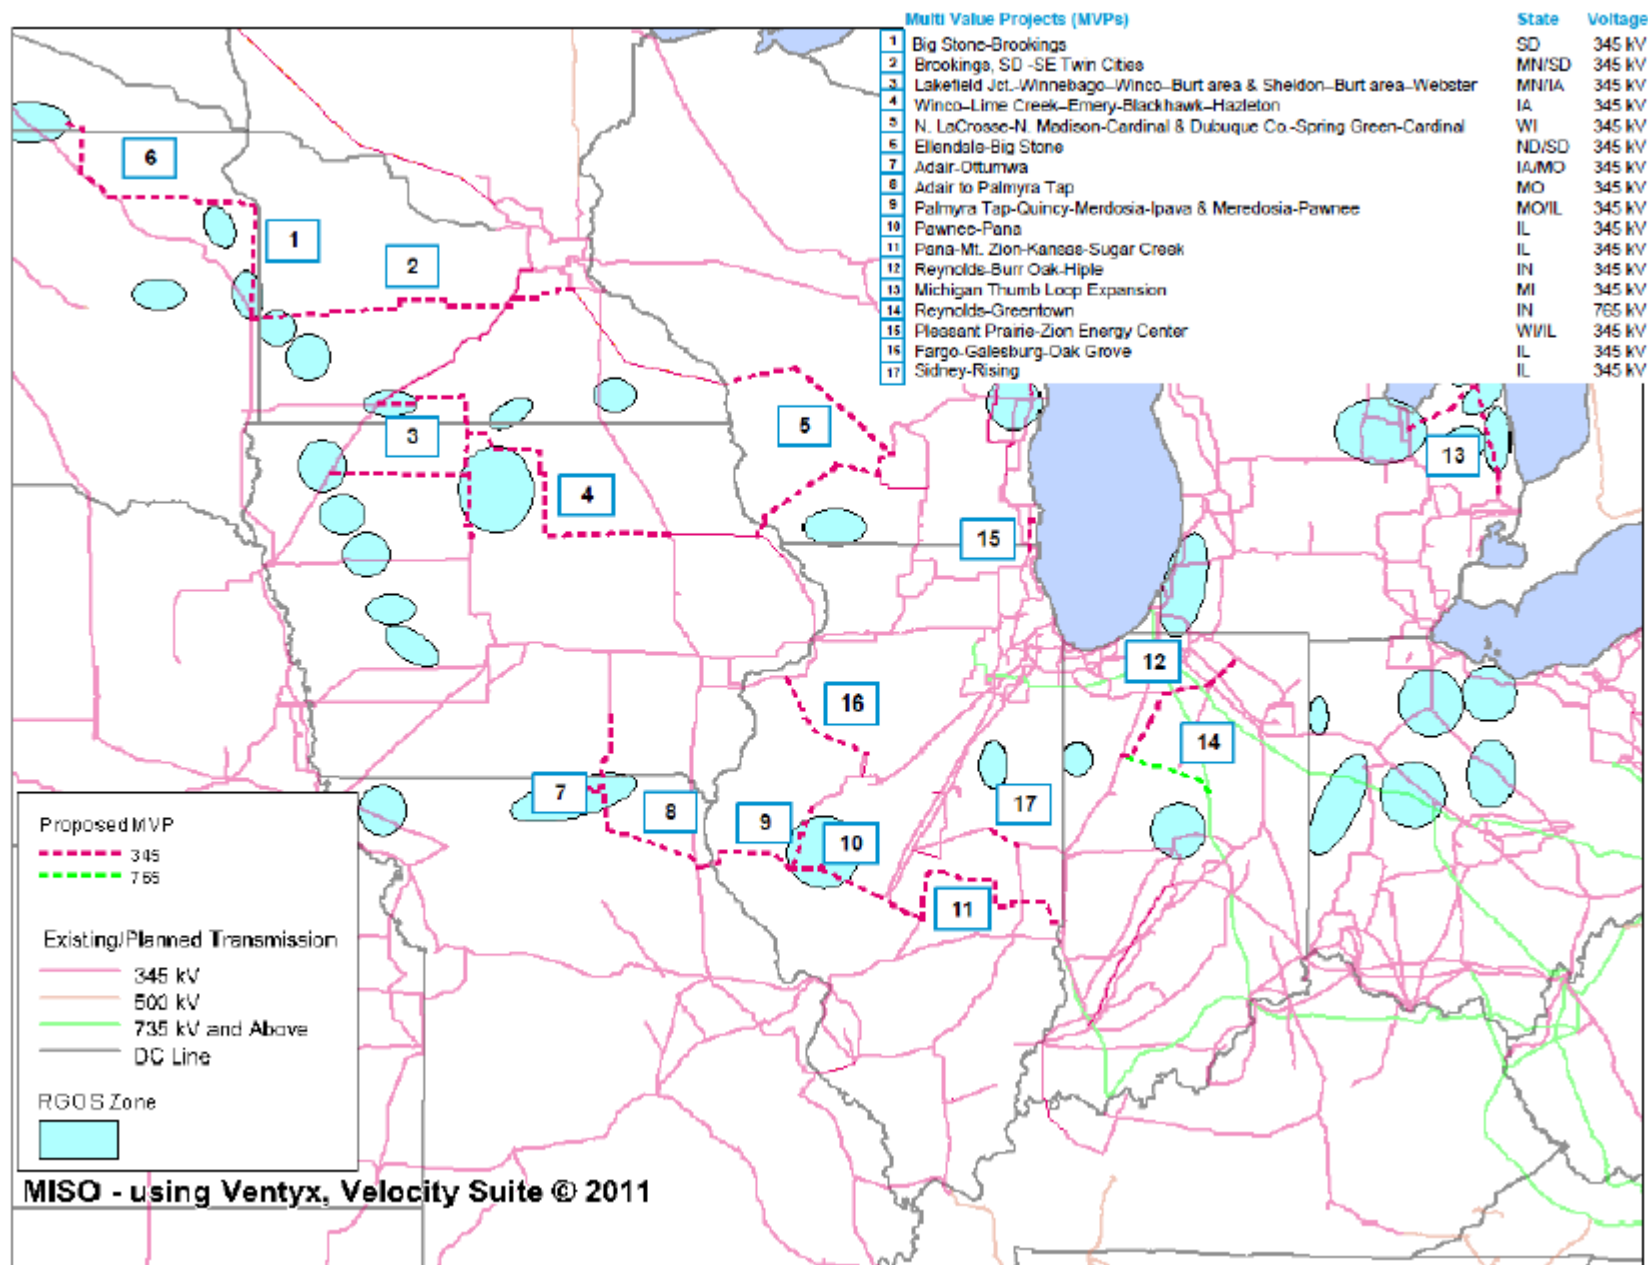 Multi Value Projects (MVPs) State Voltage
1 Big Stone-Brookings SD 345 kV
2 Brookings, SD -SE Twin Cities MN/SD 345 kV
3 Lakefield Jct.-Winnebago-Winco-Burt area & Sheldon-Burt area-Webster MN/IA 345 kV
4 Winco-Lime Creek-Emery-Blackhawk-Hazleton IA 345 kV
5 N. LaCrosse-N. Madison-Cardinal & Dubuque Co.-Spring Green-Cardinal WI 345 kV
6 Ellendale-Big Stone ND/SD 345 kV
7 Adair-Ottumwa IA/MO 345 kV
8 Adair to Palmyra Tap MO 345 kV
9 Palmyra Tap-Quincy-Merdosia-Ipava & Meredosia-Pawnee MO/IL 345 kV
10 Pawnee-Pana IL 345 kV
11 Pana-Mt. Zion-Kansas-Sugar Creek IL 345 kV
12 Reynolds-Burr Oak-Hiple IN 345 kV
13 Michigan Thumb Loop Expansion MI 345 kV
14 Reynolds-Greentown IN 765 kV
15 Pleasant Prairie-Zion Energy Center WI/IL 345 kV
16 Fargo-Galesburg-Oak Grove IL 345 kV
17 Sidney-Rising IL 345 kV
6
1
2
3
5
13
4
15
12
16
14
7
8
9
10
17
11
Proposed MVP
345
765
Existing/Planned Transmission
345 kV
500 kV
735 kV and Above
DC Line
RGOS Zone
MISO - using Ventyx, Velocity Suite © 2011